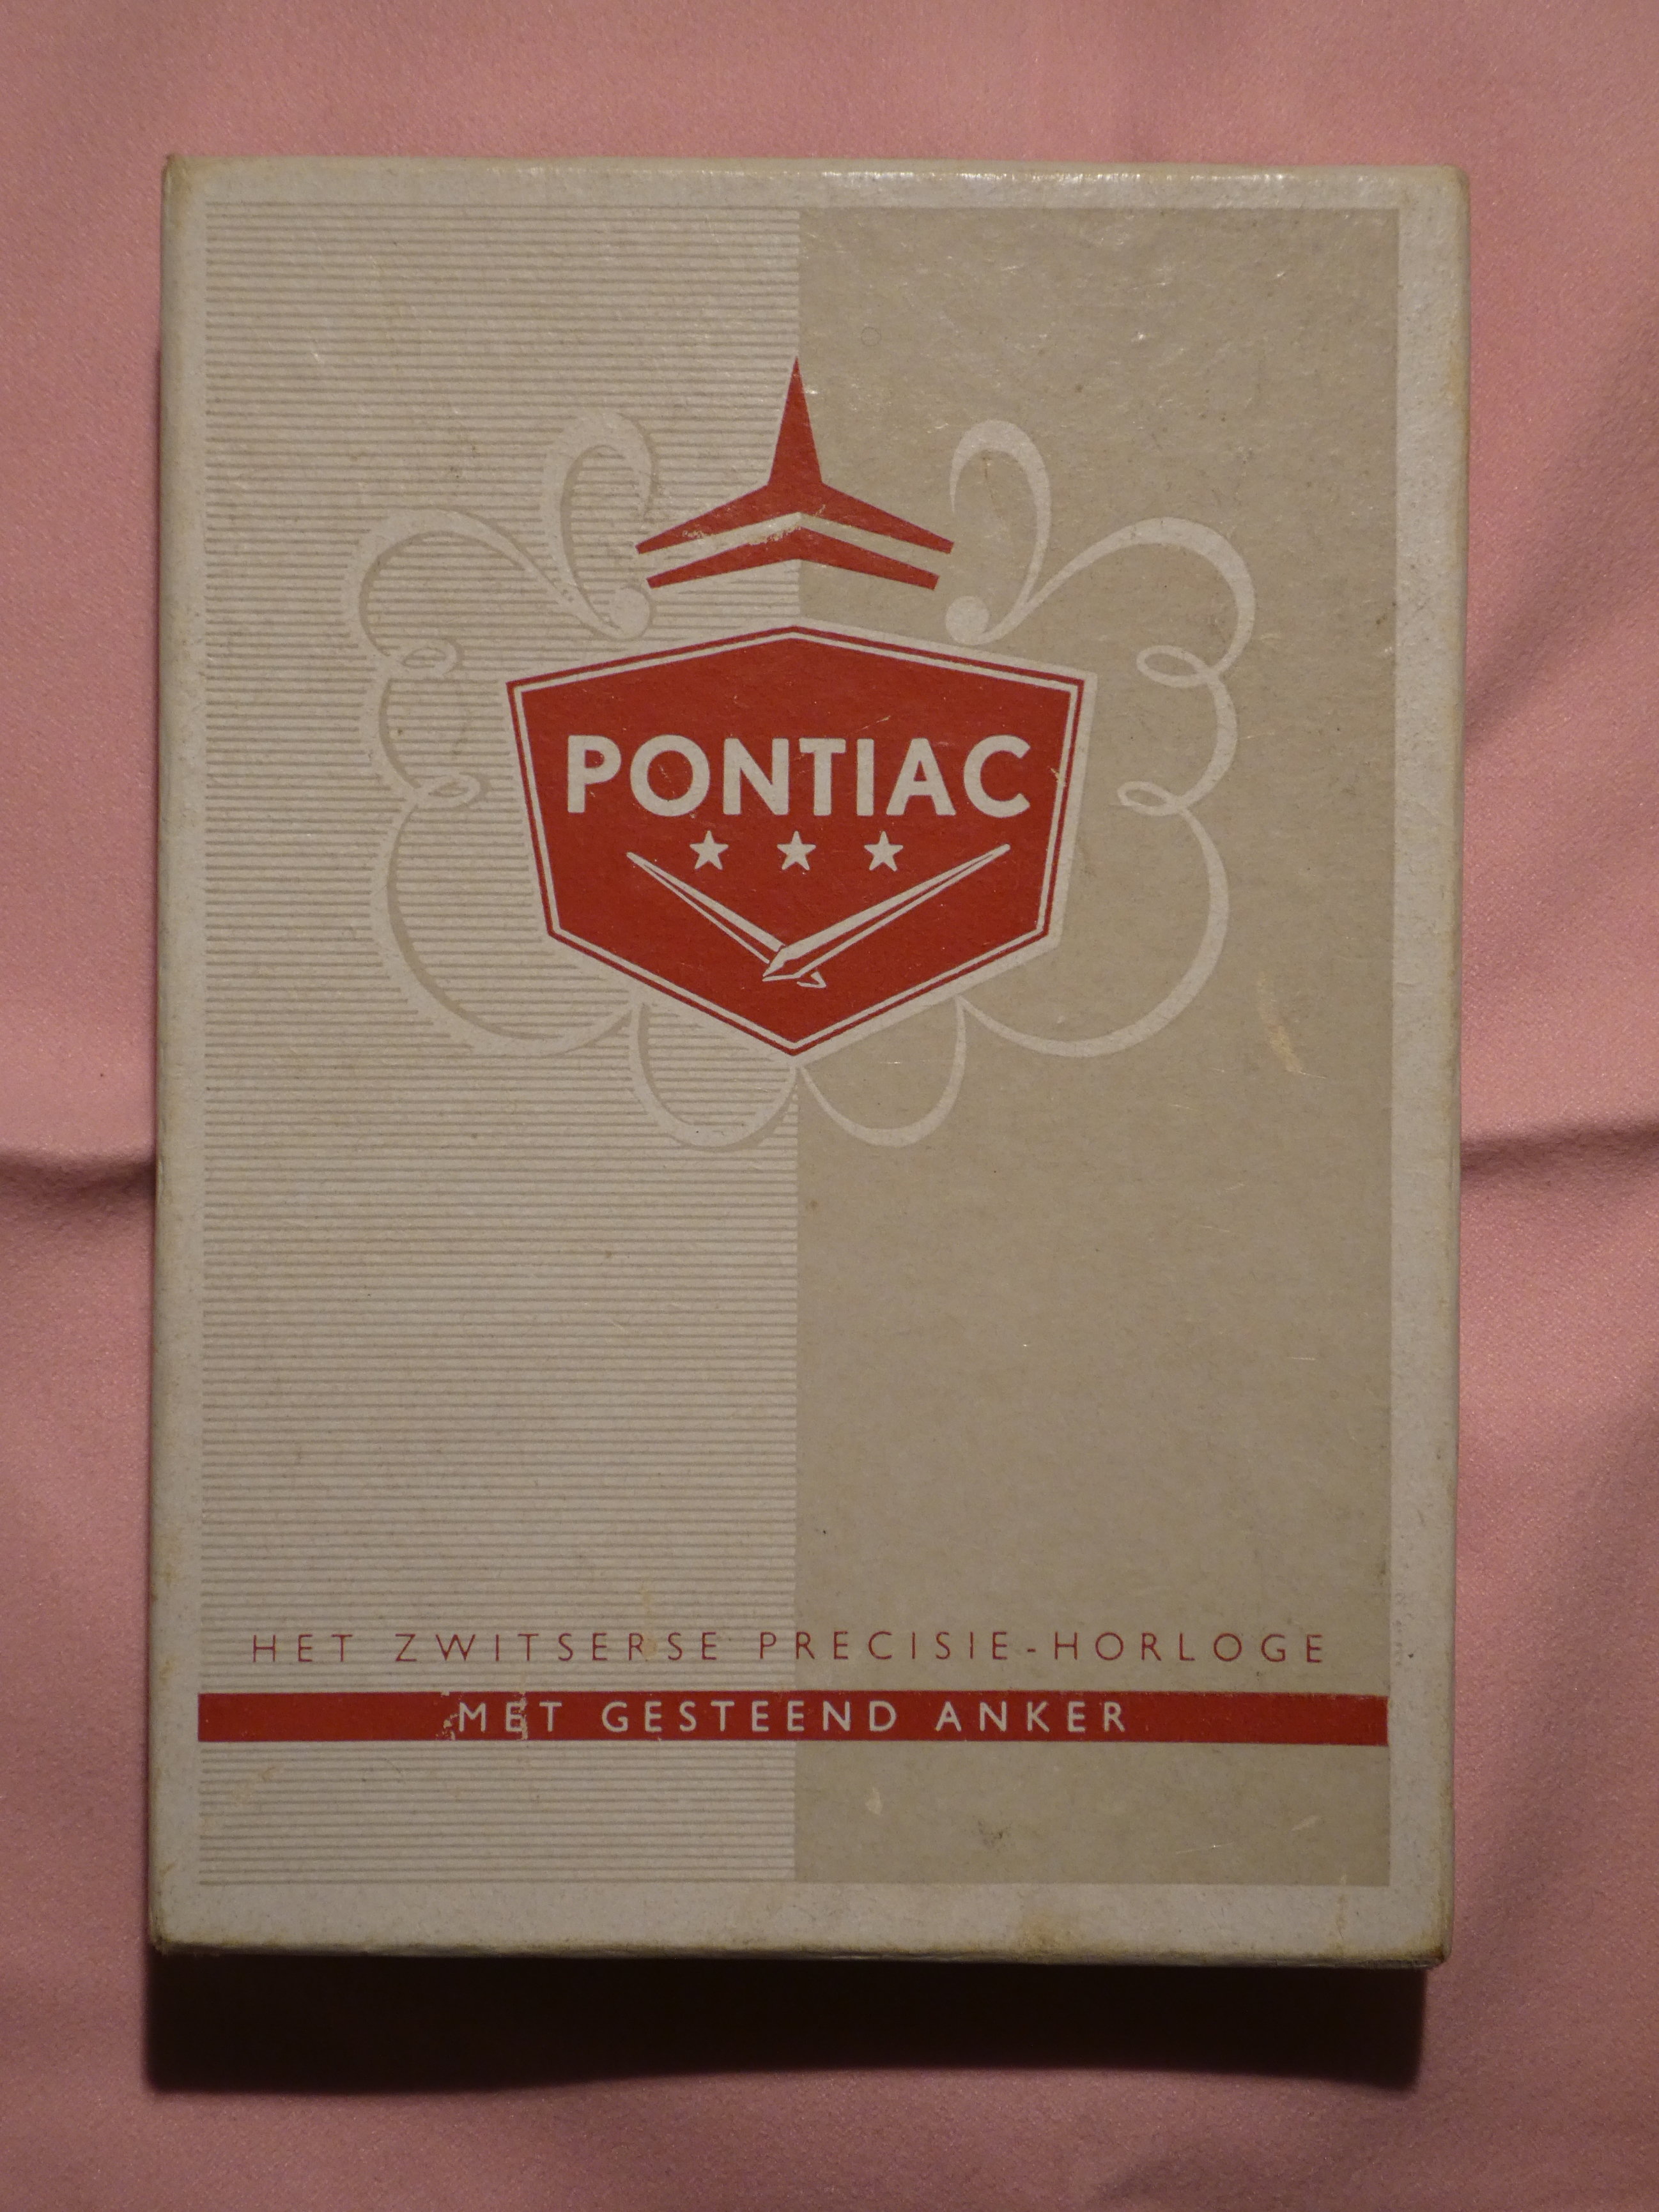 PONTIAC
HET ZWITSERSE PRECISIE-HORLOGE
MET GESTEEND ANKER